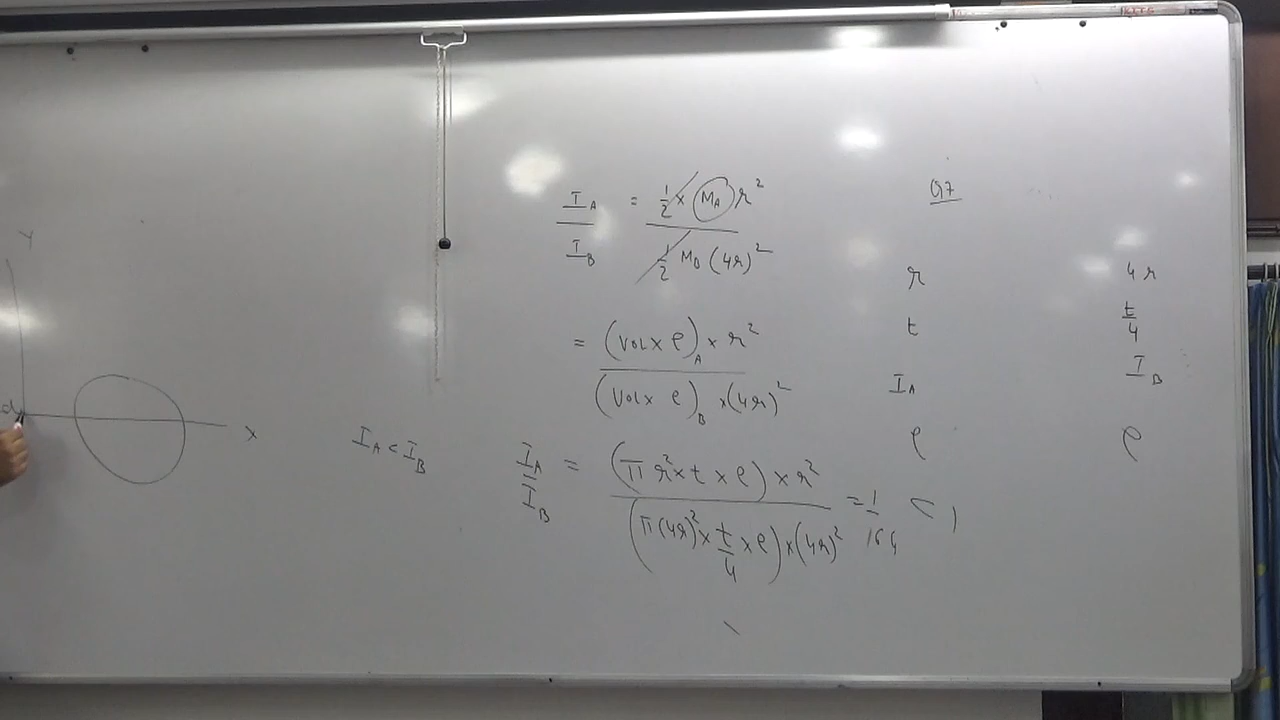 Y
X
I_A < I_B
I_A / I_B = (1/2 × M_A r²) / (1/2 M_B (4r)²)
= ((Vol × ρ)_A × r²) / ((Vol × ρ)_B × (4r)²)
I_A / I_B = ((π r² × t × ρ) × r²) / ((π(4r)² × t/4 × ρ) × (4r)²) = 1/164 < 1
Q7
r 4r
t t/4
I_A I_B
ρ ρ